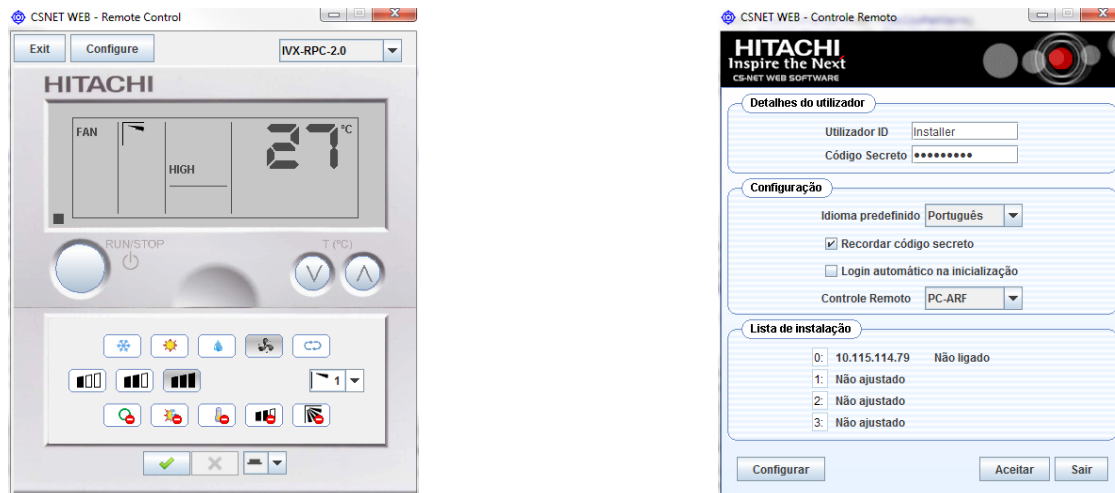 CSNET WEB - Remote Control
Exit
Configure
IVX-RPC-2.0
HITACHI
FAN
HIGH
27 °C
RUN/STOP
T (°C)
1
CSNET WEB - Controle Remoto
HITACHI
Inspire the Next
CS-NET WEB SOFTWARE
Detalhes do utilizador
Utilizador ID Installer
Código Secreto •••••••••
Configuração
Idioma predefinido Português
Recordar código secreto
Login automático na inicialização
Controle Remoto PC-ARF
Lista de instalação
0: 10.115.114.79 Não ligado
1: Não ajustado
2: Não ajustado
3: Não ajustado
Configurar
Aceitar
Sair